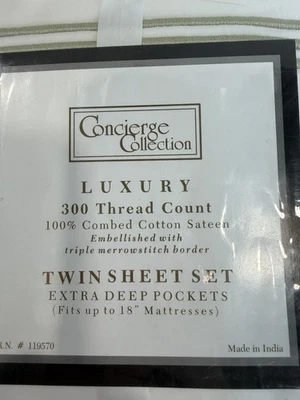 Concierge
Collection
LUXURY
300 Thread Count
100% Combed Cotton Sateen
Embellished with
triple merrowstitch border
TWIN SHEET SET
EXTRA DEEP POCKETS
(Fits up to 18" Mattresses)
.N. # 119570
Made in India